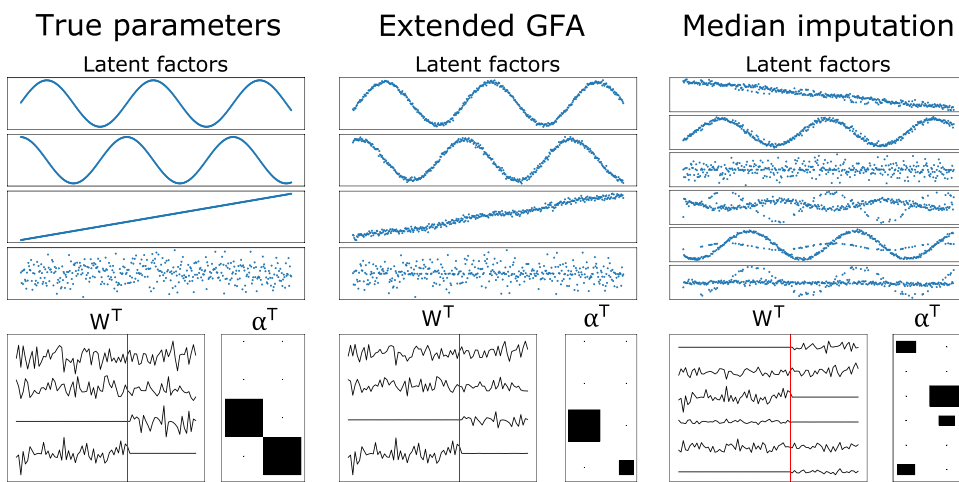 True parameters
Extended GFA
Median imputation
Latent factors
Latent factors
Latent factors
Wᵀ
αᵀ
Wᵀ
αᵀ
Wᵀ
αᵀ